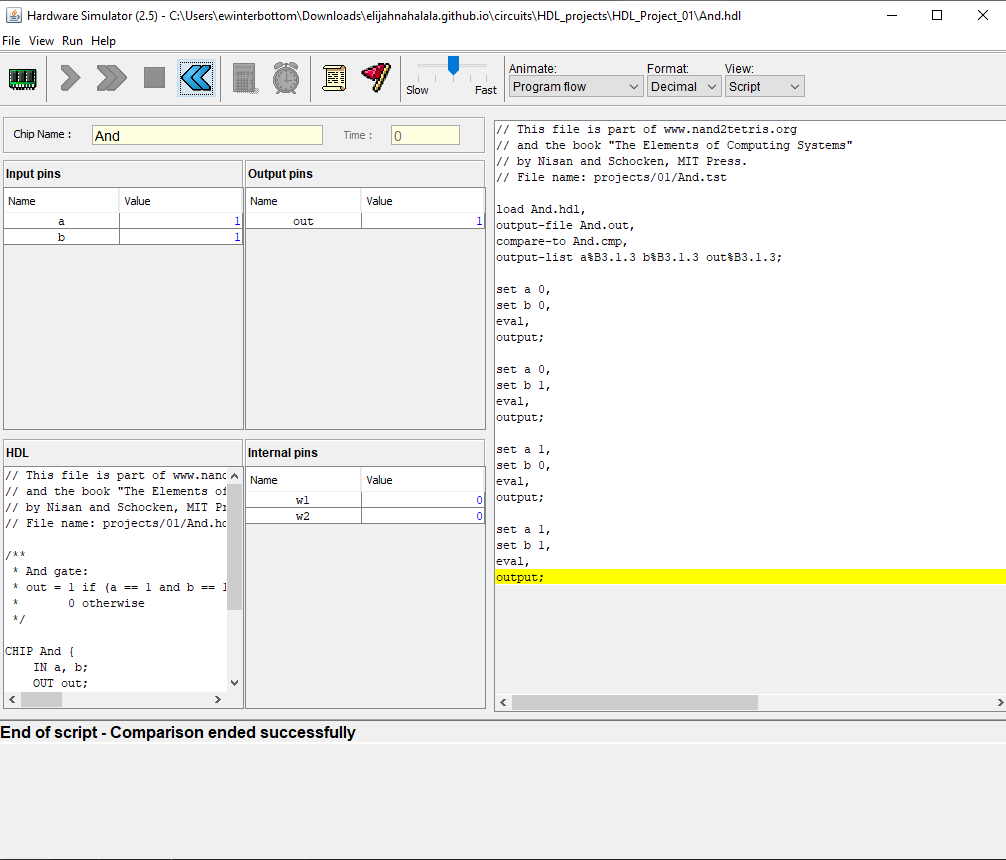 Hardware Simulator (2.5) - C:\Users\ewinterbottom\Downloads\elijahnahalala.github.io\circuits\HDL_projects\HDL_Project_01\And.hdl
File View Run Help
Slow Fast
Animate: Format: View:
Program flow Decimal Script
Chip Name : And Time : 0
Input pins
Name Value
a 1
b 1
Output pins
Name Value
out 1
HDL
// This file is part of www.nand
// and the book "The Elements of
// by Nisan and Schocken, MIT Pr
// File name: projects/01/And.hd
/**
* And gate:
* out = 1 if (a == 1 and b == 1
* 0 otherwise
*/
CHIP And {
IN a, b;
OUT out;
Internal pins
Name Value
w1 0
w2 0
// This file is part of www.nand2tetris.org
// and the book "The Elements of Computing Systems"
// by Nisan and Schocken, MIT Press.
// File name: projects/01/And.tst
load And.hdl,
output-file And.out,
compare-to And.cmp,
output-list a%B3.1.3 b%B3.1.3 out%B3.1.3;
set a 0,
set b 0,
eval,
output;
set a 0,
set b 1,
eval,
output;
set a 1,
set b 0,
eval,
output;
set a 1,
set b 1,
eval,
output;
End of script - Comparison ended successfully